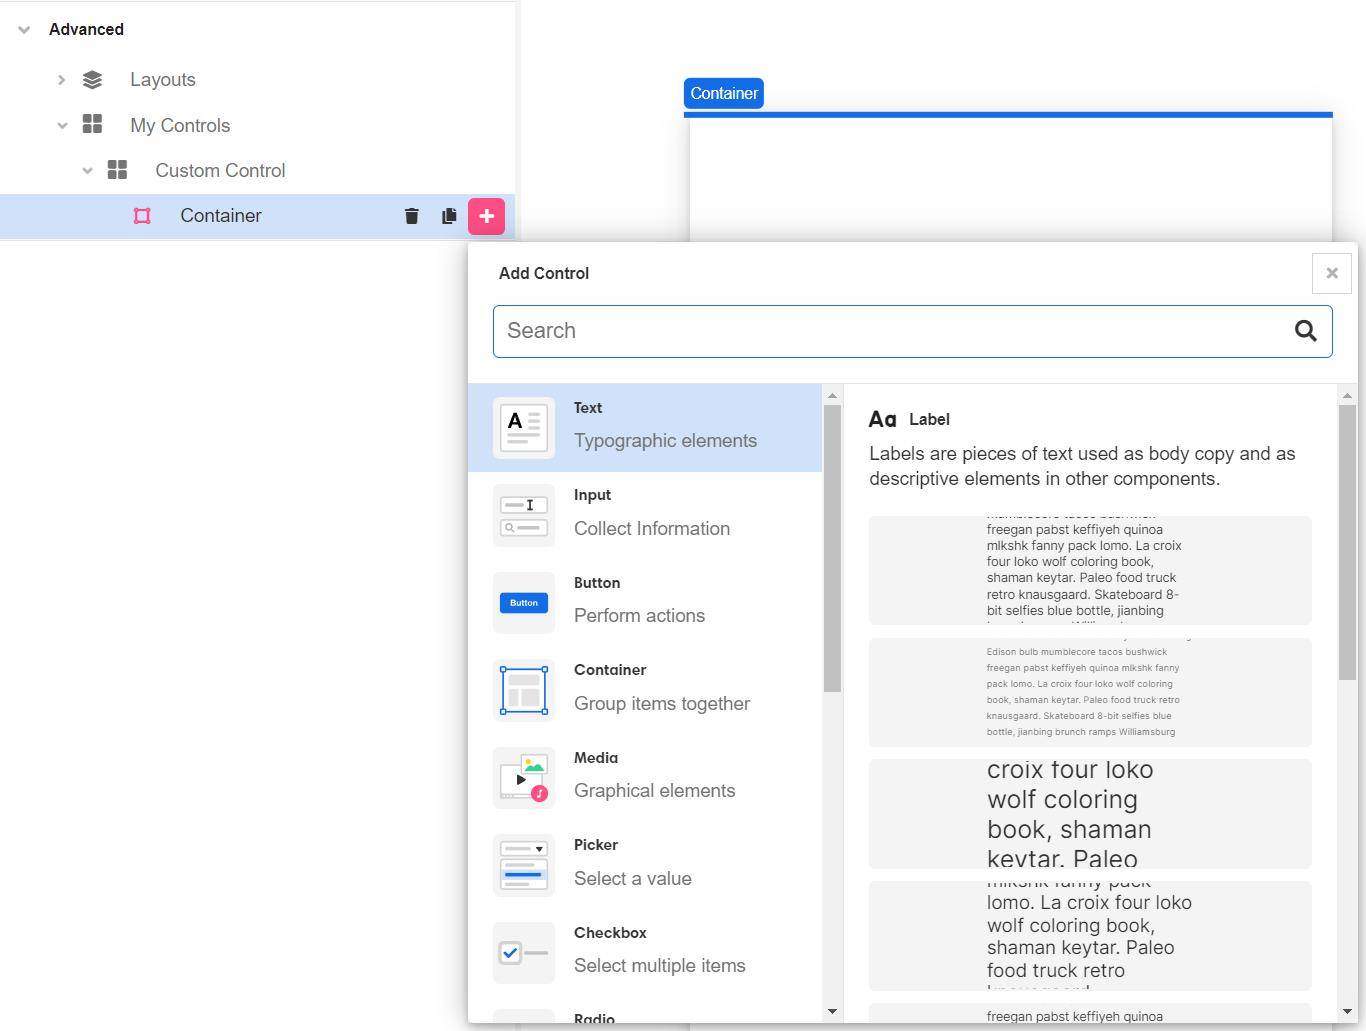 Advanced
Layouts
My Controls
Custom Control
Container
Container
Add Control
Search
Text
Typographic elements
Input
Collect Information
Button
Button
Perform actions
Container
Group items together
Media
Graphical elements
Picker
Select a value
Checkbox
Select multiple items
Radio
Aa Label
Labels are pieces of text used as body copy and as
descriptive elements in other components.
mumblecore tacos bushwick
freegan pabst keffiyeh quinoa
mlkshk fanny pack lomo. La croix
four loko wolf coloring book,
shaman keytar. Paleo food truck
retro knausgaard. Skateboard 8-
bit selfies blue bottle, jianbing
Edison bulb mumblecore tacos bushwick
freegan pabst keffiyeh quinoa mlkshk fanny
pack lomo. La croix four loko wolf coloring
book, shaman keytar. Paleo food truck retro
knausgaard. Skateboard 8-bit selfies blue
bottle, jianbing brunch ramps Williamsburg
croix four loko
wolf coloring
book, shaman
keytar. Paleo
mlkshk fanny pack
lomo. La croix four loko
wolf coloring book,
shaman keytar. Paleo
food truck retro
freegan pabst keffiyeh quinoa